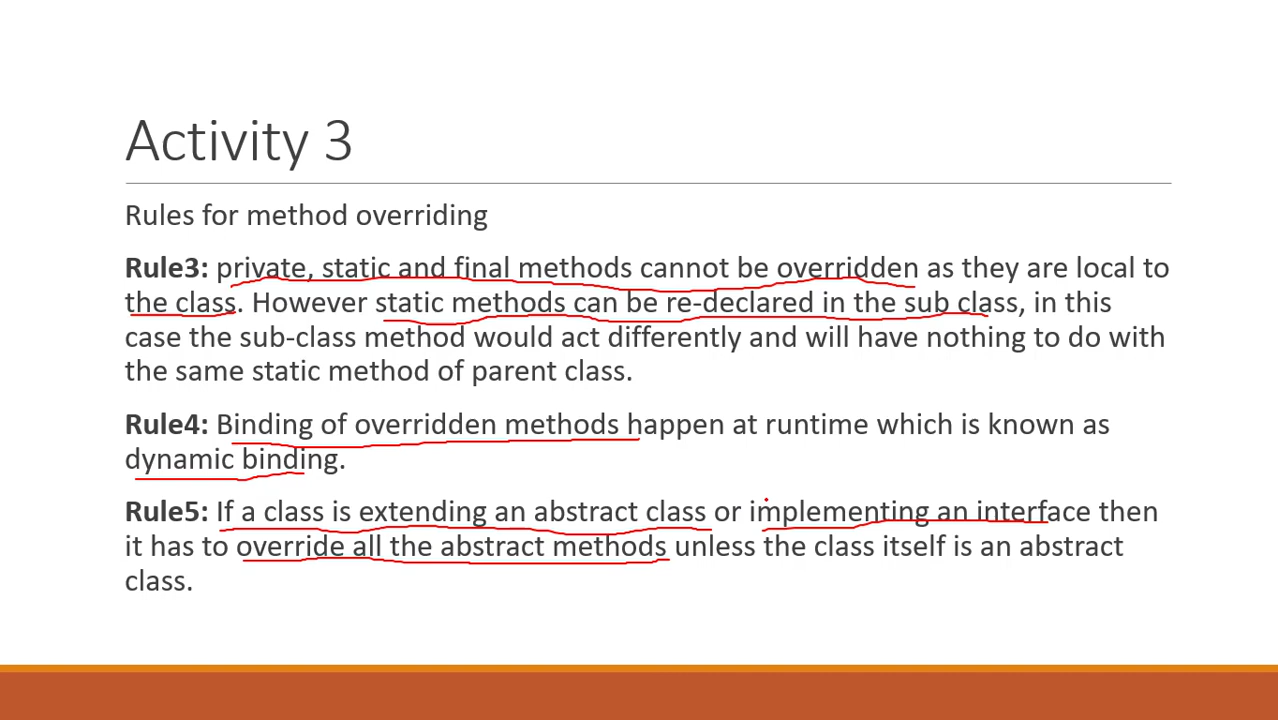 Activity 3
Rules for method overriding
Rule3: private, static and final methods cannot be overridden as they are local to
the class. However static methods can be re-declared in the sub class, in this
case the sub-class method would act differently and will have nothing to do with
the same static method of parent class.
Rule4: Binding of overridden methods happen at runtime which is known as
dynamic binding.
Rule5: If a class is extending an abstract class or implementing an interface then
it has to override all the abstract methods unless the class itself is an abstract
class.